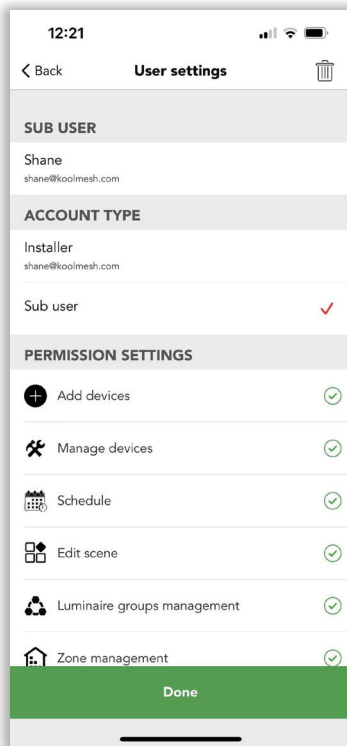 12:21
Back
User settings
SUB USER
Shane
shane@koolmesh.com
ACCOUNT TYPE
Installer
shane@koolmesh.com
Sub user
PERMISSION SETTINGS
Add devices
Manage devices
Schedule
Edit scene
Luminaire groups management
Zone management
Done